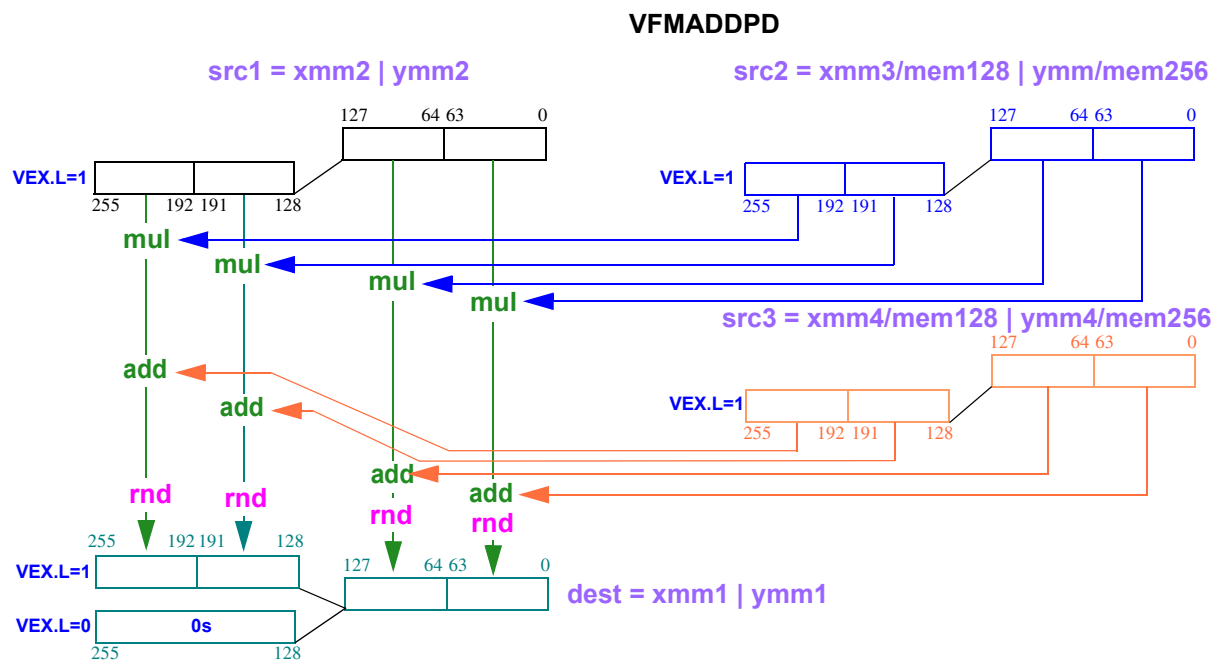 VFMADDPD
src1 = xmm2 | ymm2
src2 = xmm3/mem128 | ymm/mem256
127 64 63 0
127 64 63 0
VEX.L=1
VEX.L=1
255 192 191 128
255 192 191 128
mul
mul
mul
mul
src3 = xmm4/mem128 | ymm4/mem256
127 64 63 0
add
VEX.L=1
add
255 192 191 128
add
add
rnd
rnd
rnd
rnd
255 192 191 128
127 64 63 0
VEX.L=1
dest = xmm1 | ymm1
VEX.L=0
0s
255 128